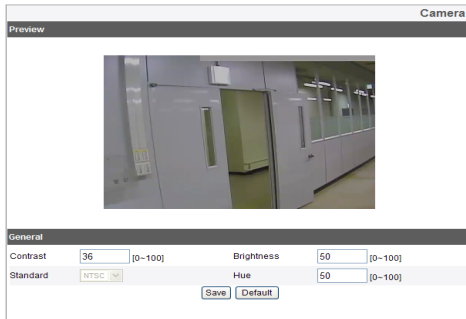 Camera
Preview
General
Contrast 36 [0~100] Brightness 50 [0~100]
Standard NTSC Hue 50 [0~100]
Save Default